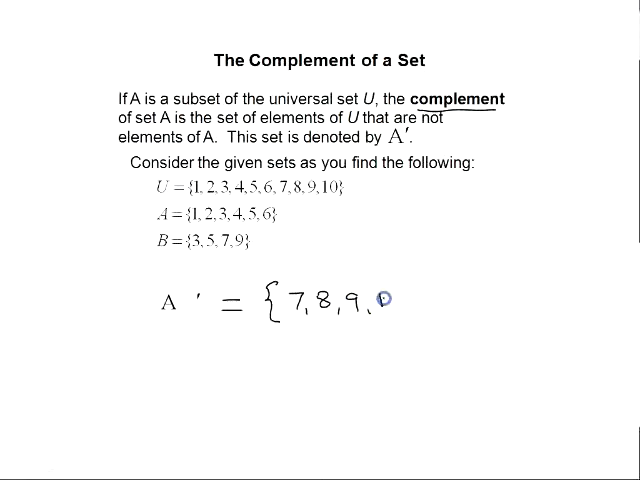 The Complement of a Set
If A is a subset of the universal set U, the complement
of set A is the set of elements of U that are not
elements of A. This set is denoted by A′.
Consider the given sets as you find the following:
U = {1, 2, 3, 4, 5, 6, 7, 8, 9, 10}
A = {1, 2, 3, 4, 5, 6}
B = {3, 5, 7, 9}
A ′ = { 7, 8, 9, 1